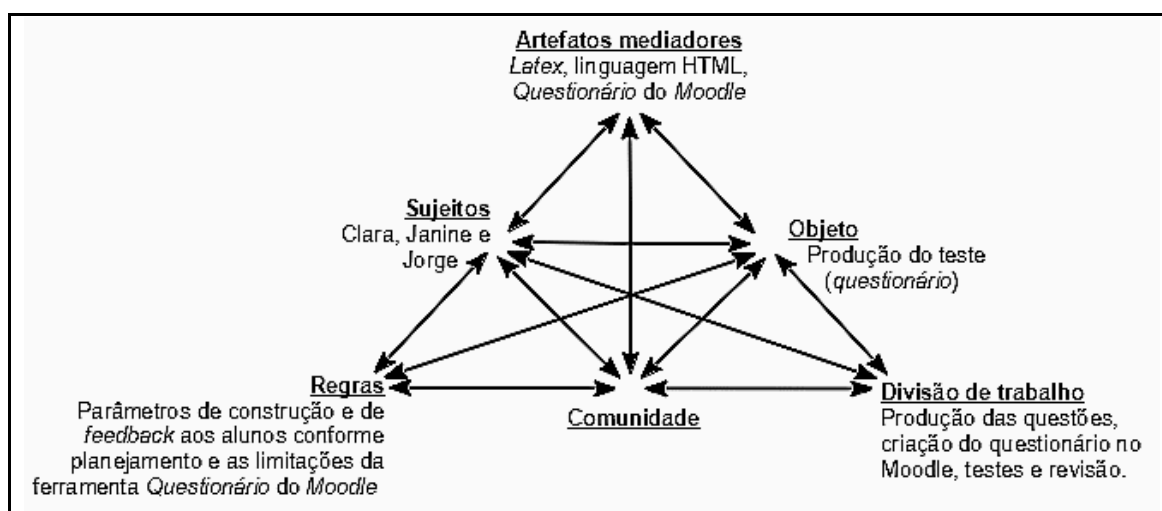 Artefatos mediadores
Latex, linguagem HTML,
Questionário do Moodle
Sujeitos
Clara, Janine e
Jorge
Objeto
Produção do teste
(questionário)
Regras
Parâmetros de construção e de
feedback aos alunos conforme
planejamento e as limitações da
ferramenta Questionário do Moodle
Comunidade
Divisão de trabalho
Produção das questões,
criação do questionário no
Moodle, testes e revisão.